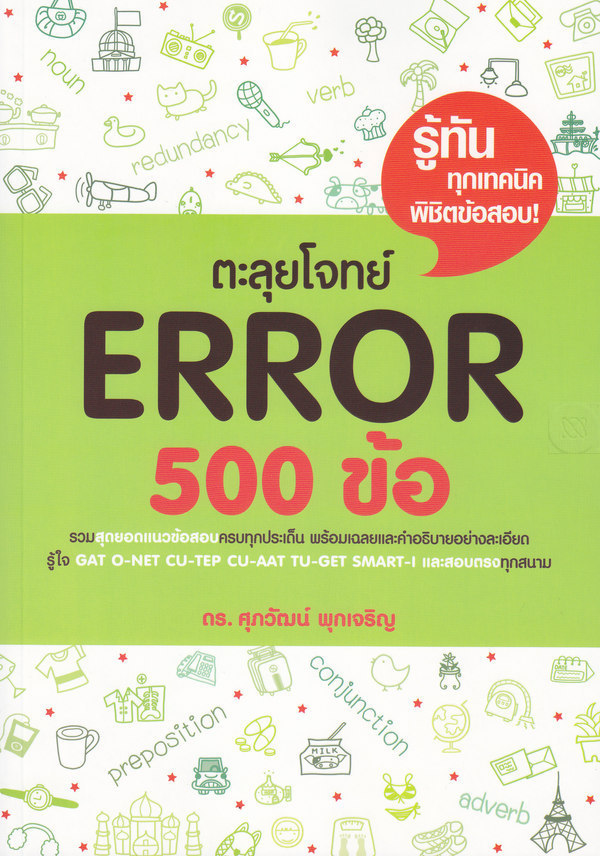 noun
verb
redundancy
รู้ทัน
ทุกเทคนิค
พิชิตข้อสอบ!
ตะลุยโจทย์
ERROR
500 ข้อ
รวมสุดยอดแนวข้อสอบครบทุกประเด็น พร้อมเฉลยและคำอธิบายอย่างละเอียด
รู้ใจ GAT O-NET CU-TEP CU-AAT TU-GET SMART-I และสอบตรงทุกสนาม
ดร. ศุภวัฒน์ พุกเจริญ
conjunction
preposition
MILK
adverb